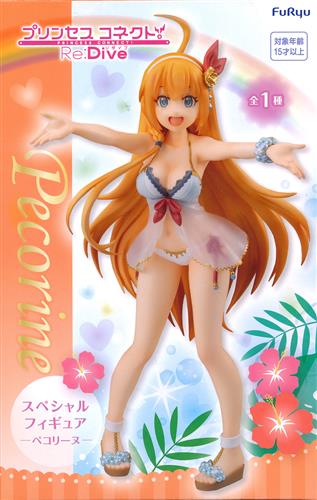 プリンセスコネクト!
PRINCESS CONNECT!
Re:Dive
FuRyu
対象年齢
15才以上
全1種
Pecorine
スペシャル
フィギュア
―ペコリーヌ―